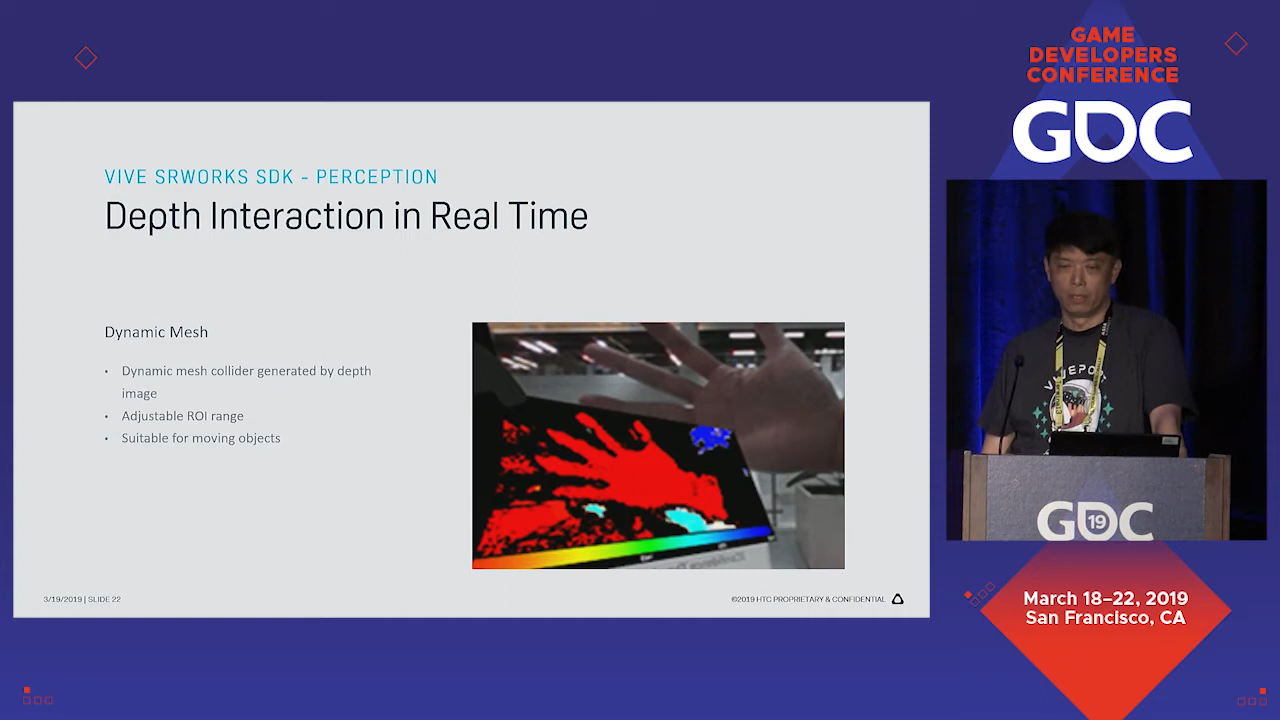 GAME
DEVELOPERS
CONFERENCE
GDC
VIVE SRWORKS SDK - PERCEPTION
Depth Interaction in Real Time
Dynamic Mesh
• Dynamic mesh collider generated by depth
image
• Adjustable ROI range
• Suitable for moving objects
3/19/2019 | SLIDE 22
©2019 HTC PROPRIETARY & CONFIDENTIAL
VIVEPORT
GDC
19
March 18–22, 2019
San Francisco, CA